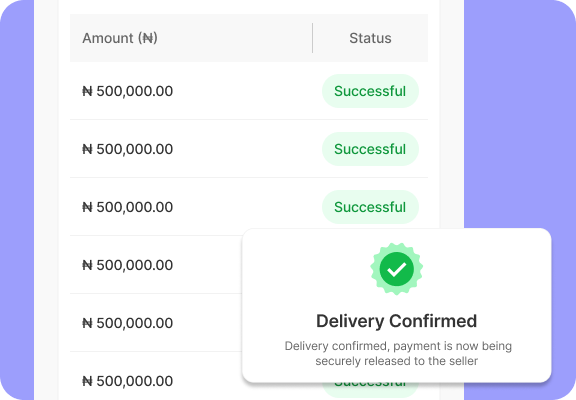 Amount (₦) Status
₦ 500,000.00 Successful
₦ 500,000.00 Successful
₦ 500,000.00 Successful
₦ 500,000.00
₦ 500,000.00
₦ 500,000.00 Successful
Delivery Confirmed
Delivery confirmed, payment is now being
securely released to the seller